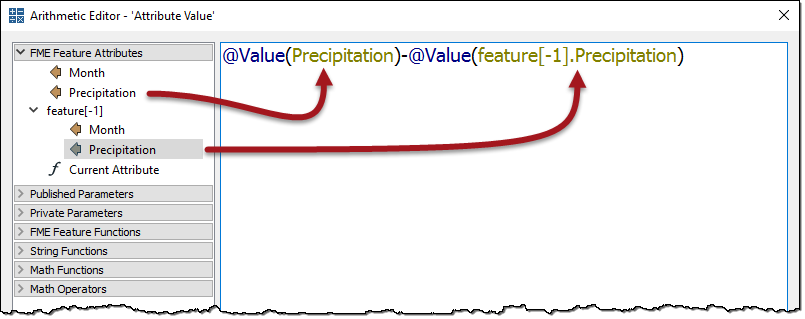 Arithmetic Editor - 'Attribute Value'
FME Feature Attributes
Month
Precipitation
feature[-1]
Month
Precipitation
Current Attribute
Published Parameters
Private Parameters
FME Feature Functions
String Functions
Math Functions
Math Operators
@Value(Precipitation)-@Value(feature[-1].Precipitation)